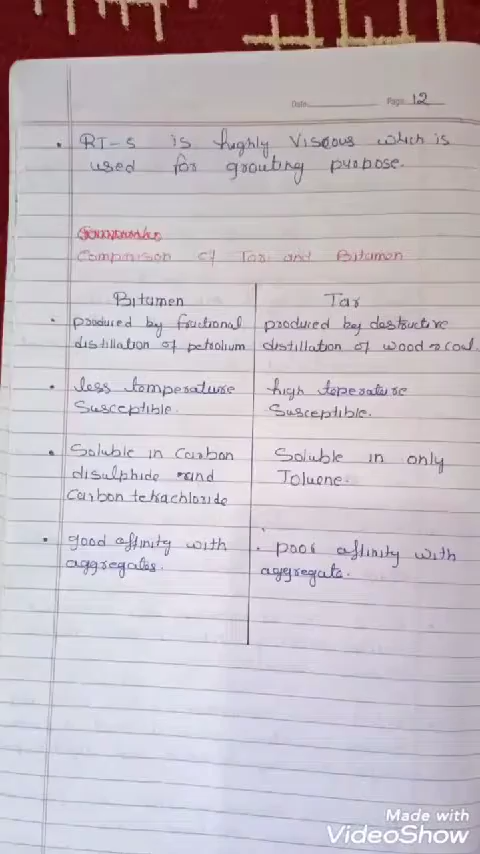 Date Page 12
• RT-5 is highly Viscous which is
used for grouting purpose.
Comparision of Tar and Bitumen
Bitumen
• produced by fractional
distillation of petrolium
• less temperature
Susceptible.
• Soluble in Carbon
disulphide and
Carbon tetrachloride
• good affinity with
aggregates.
Tar
produced by destructive
distillation of wood or coal.
high teperature
Susceptible.
Soluble in only
Toluene.
• poor affinity with
aggregate.
Made with
VideoShow